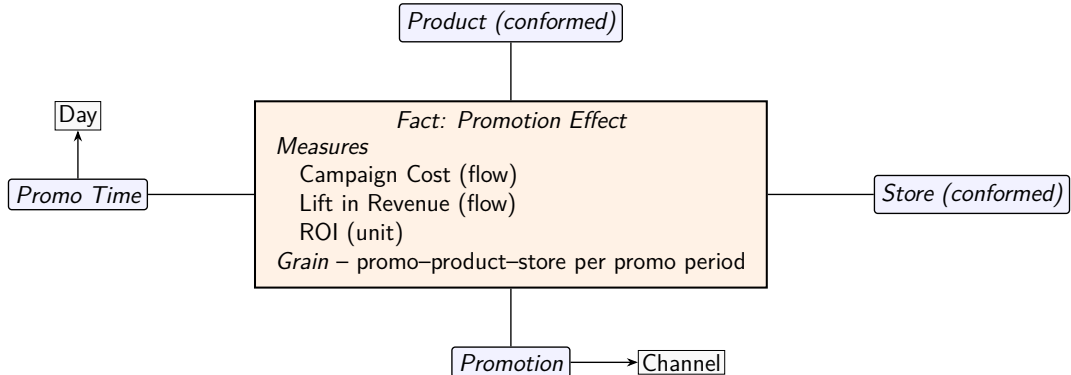 Product (conformed)
Day
Fact: Promotion Effect
Measures
Campaign Cost (flow)
Lift in Revenue (flow)
ROI (unit)
Grain – promo–product–store per promo period
Promo Time
Store (conformed)
Promotion
Channel